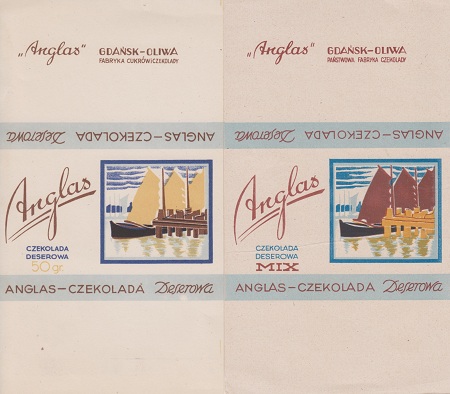 „Anglas" GDAŃSK-OLIWA
FABRYKA CUKRÓW i CZEKOLADY
ANGLAS-CZEKOLADA Deserowa
Anglas
CZEKOLADA
DESEROWA
50 gr.
ANGLAS-CZEKOLADA Deserowa
„Anglas" GDAŃSK-OLIWA
PAŃSTWOWA FABRYKA CZEKOLADY
ANGLAS-CZEKOLADA Deserowa
Anglas
CZEKOLADA
DESEROWA
MIX
ANGLAS-CZEKOLADA Deserowa